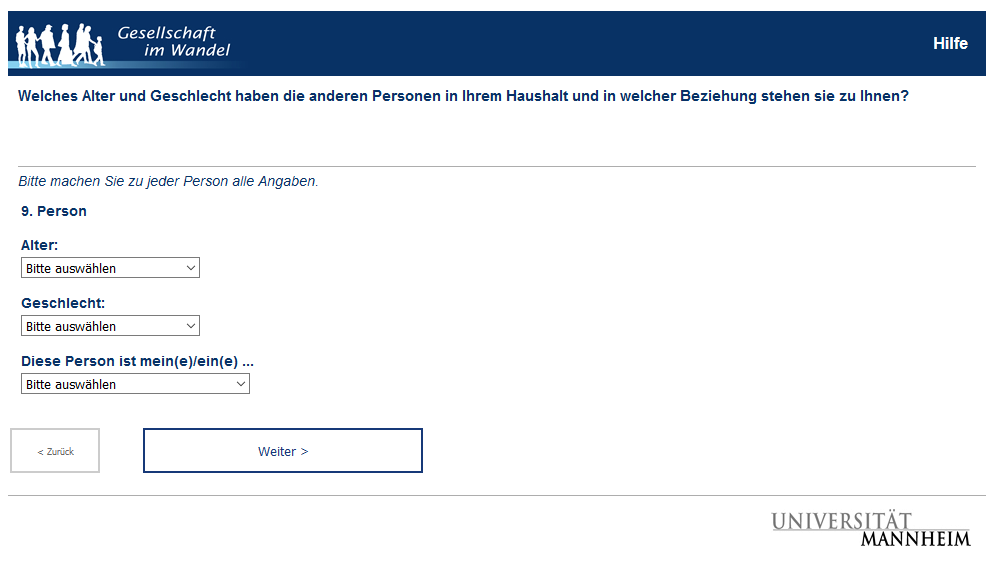 Gesellschaft
im Wandel
Hilfe
Welches Alter und Geschlecht haben die anderen Personen in Ihrem Haushalt und in welcher Beziehung stehen sie zu Ihnen?
Bitte machen Sie zu jeder Person alle Angaben.
9. Person
Alter:
Bitte auswählen
Geschlecht:
Bitte auswählen
Diese Person ist mein(e)/ein(e) ...
Bitte auswählen
< Zurück
Weiter >
UNIVERSITÄT
MANNHEIM